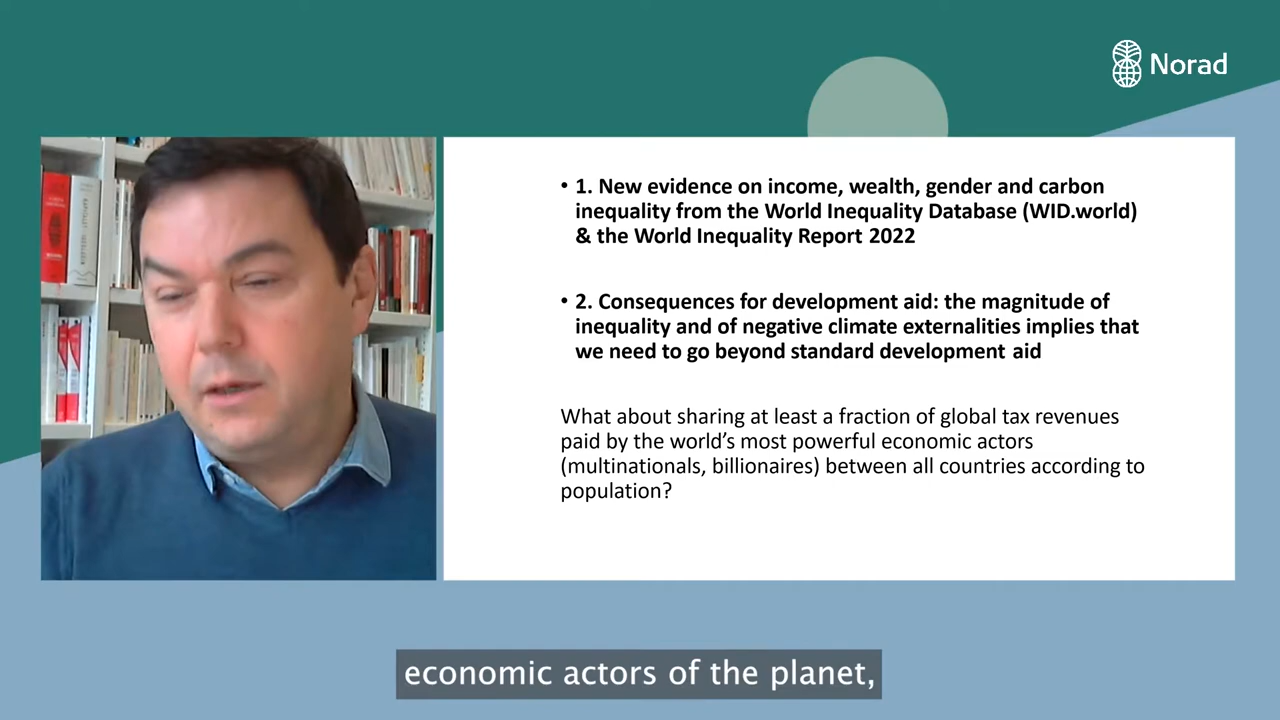 Norad
• 1. New evidence on income, wealth, gender and carbon
inequality from the World Inequality Database (WID.world)
& the World Inequality Report 2022
• 2. Consequences for development aid: the magnitude of
inequality and of negative climate externalities implies that
we need to go beyond standard development aid
What about sharing at least a fraction of global tax revenues
paid by the world's most powerful economic actors
(multinationals, billionaires) between all countries according to
population?
economic actors of the planet,